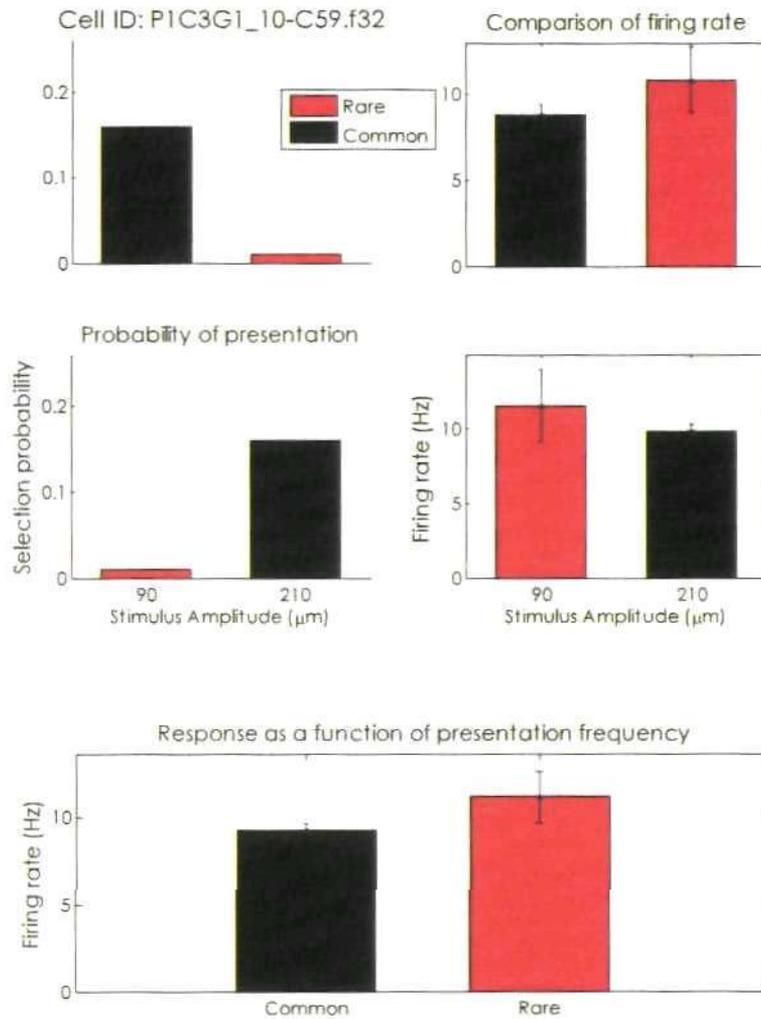 Cell ID: P1C3G1_10-C59.f32
Comparison of firing rate
0.2
0.1
0
Rare
Common
10
5
0
Probability of presentation
Selection probability
0.2
0.1
0
90
210
Stimulus Amplitude (μm)
Firing rate (Hz)
10
5
0
90
210
Stimulus Amplitude (μm)
Response as a function of presentation frequency
Firing rate (Hz)
10
5
0
Common
Rare